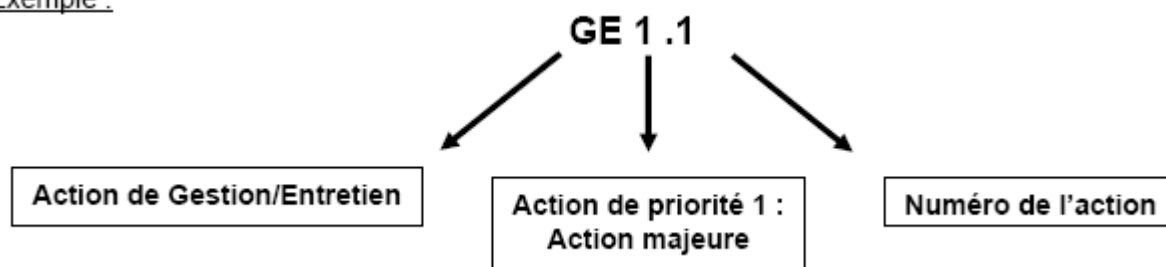 Exemple :
GE 1 .1
Action de Gestion/Entretien
Action de priorité 1 :
Action majeure
Numéro de l'action